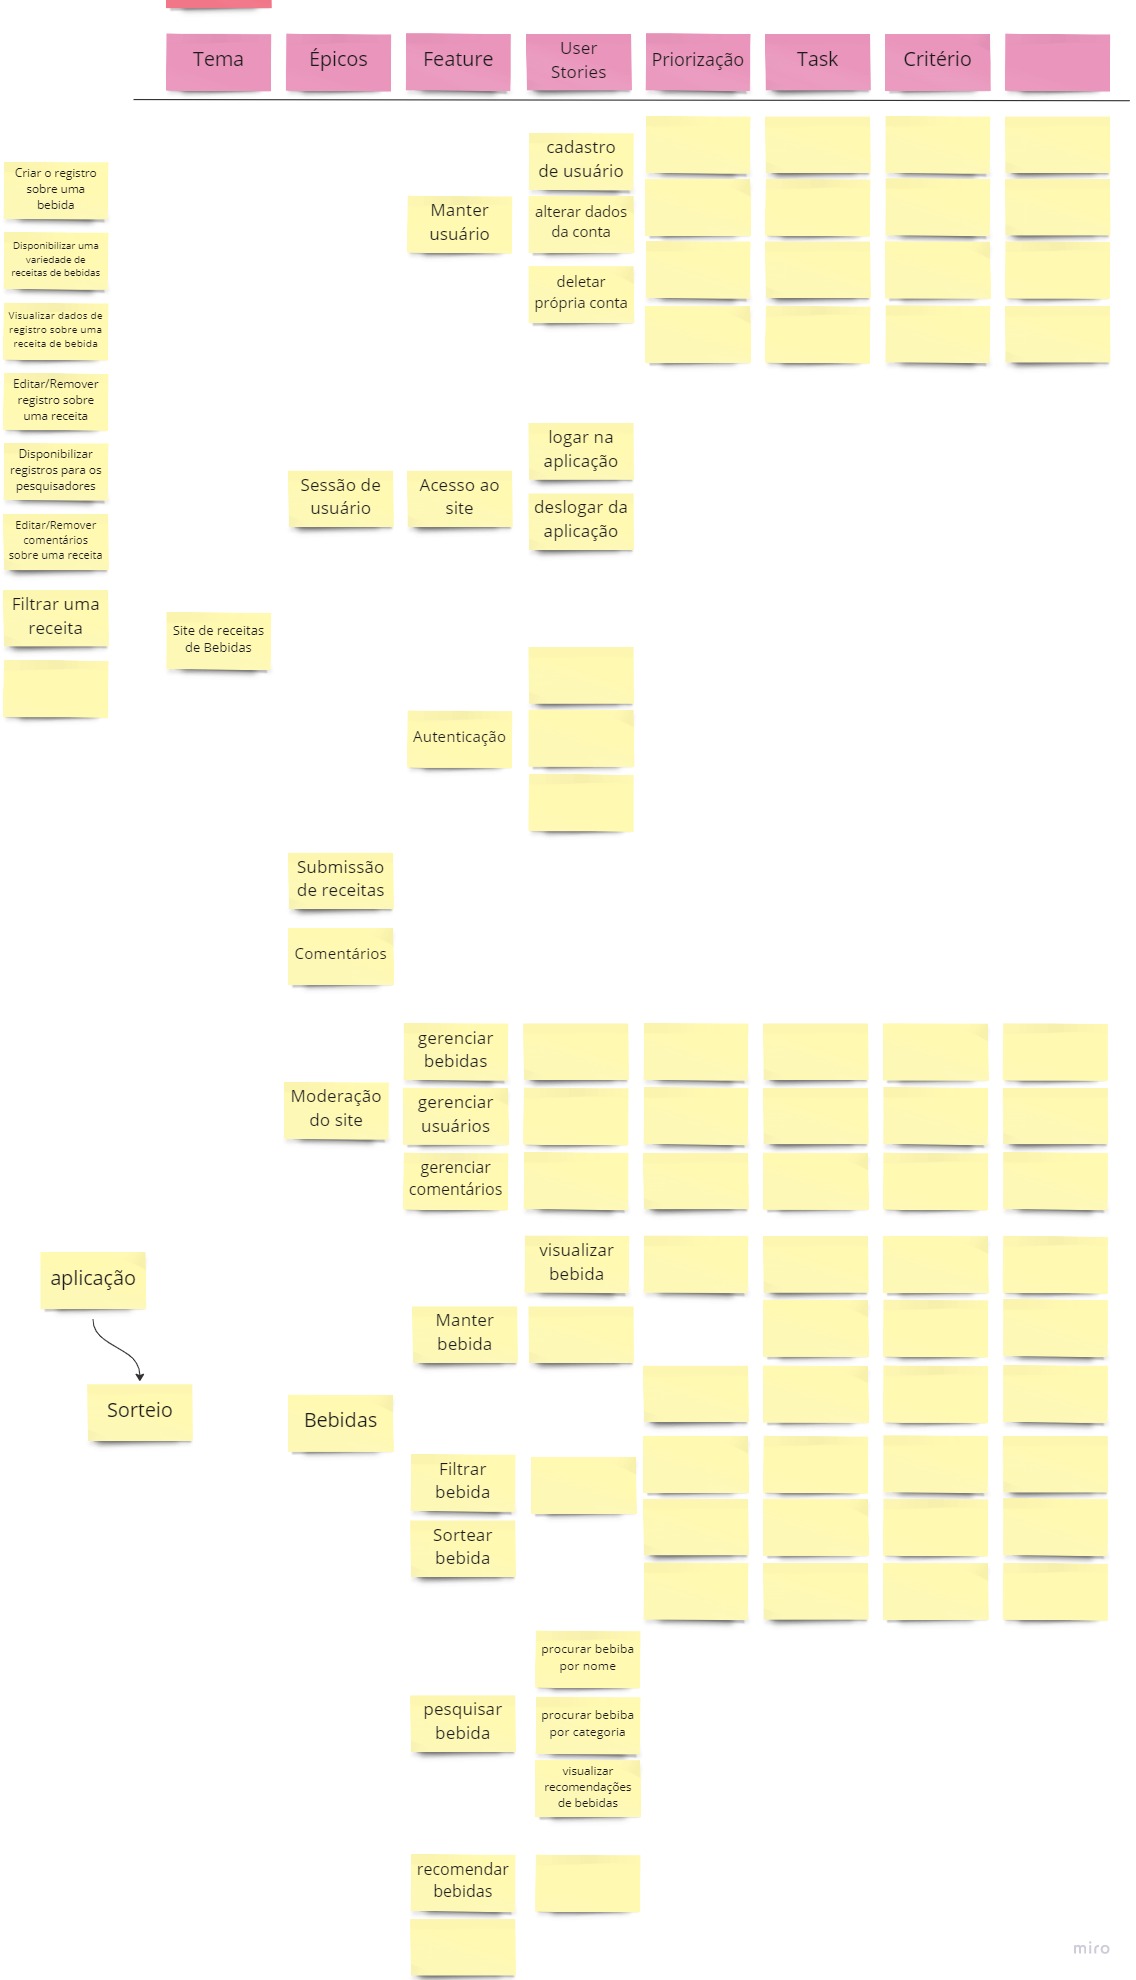 Tema
Épicos
Feature
User
Stories
Priorização
Task
Critério
Criar o registro
sobre uma
bebida
Disponibilizar uma
variedade de
receitas de bebidas
Visualizar dados de
registro sobre uma
receita de bebida
Editar/Remover
registro sobre
uma receita
Disponibilizar
registros para os
pesquisadores
Editar/Remover
comentários
sobre uma receita
Filtrar uma
receita
Site de receitas
de Bebidas
Manter
usuário
cadastro
de usuário
alterar dados
da conta
deletar
própria conta
Sessão de
usuário
Acesso ao
site
logar na
aplicação
deslogar da
aplicação
Autenticação
Submissão
de receitas
Comentários
Moderação
do site
gerenciar
bebidas
gerenciar
usuários
gerenciar
comentários
aplicação
Sorteio
Bebidas
Manter
bebida
visualizar
bebida
Filtrar
bebida
Sortear
bebida
pesquisar
bebida
procurar bebiba
por nome
procurar bebiba
por categoria
visualizar
recomendações
de bebidas
recomendar
bebidas
miro